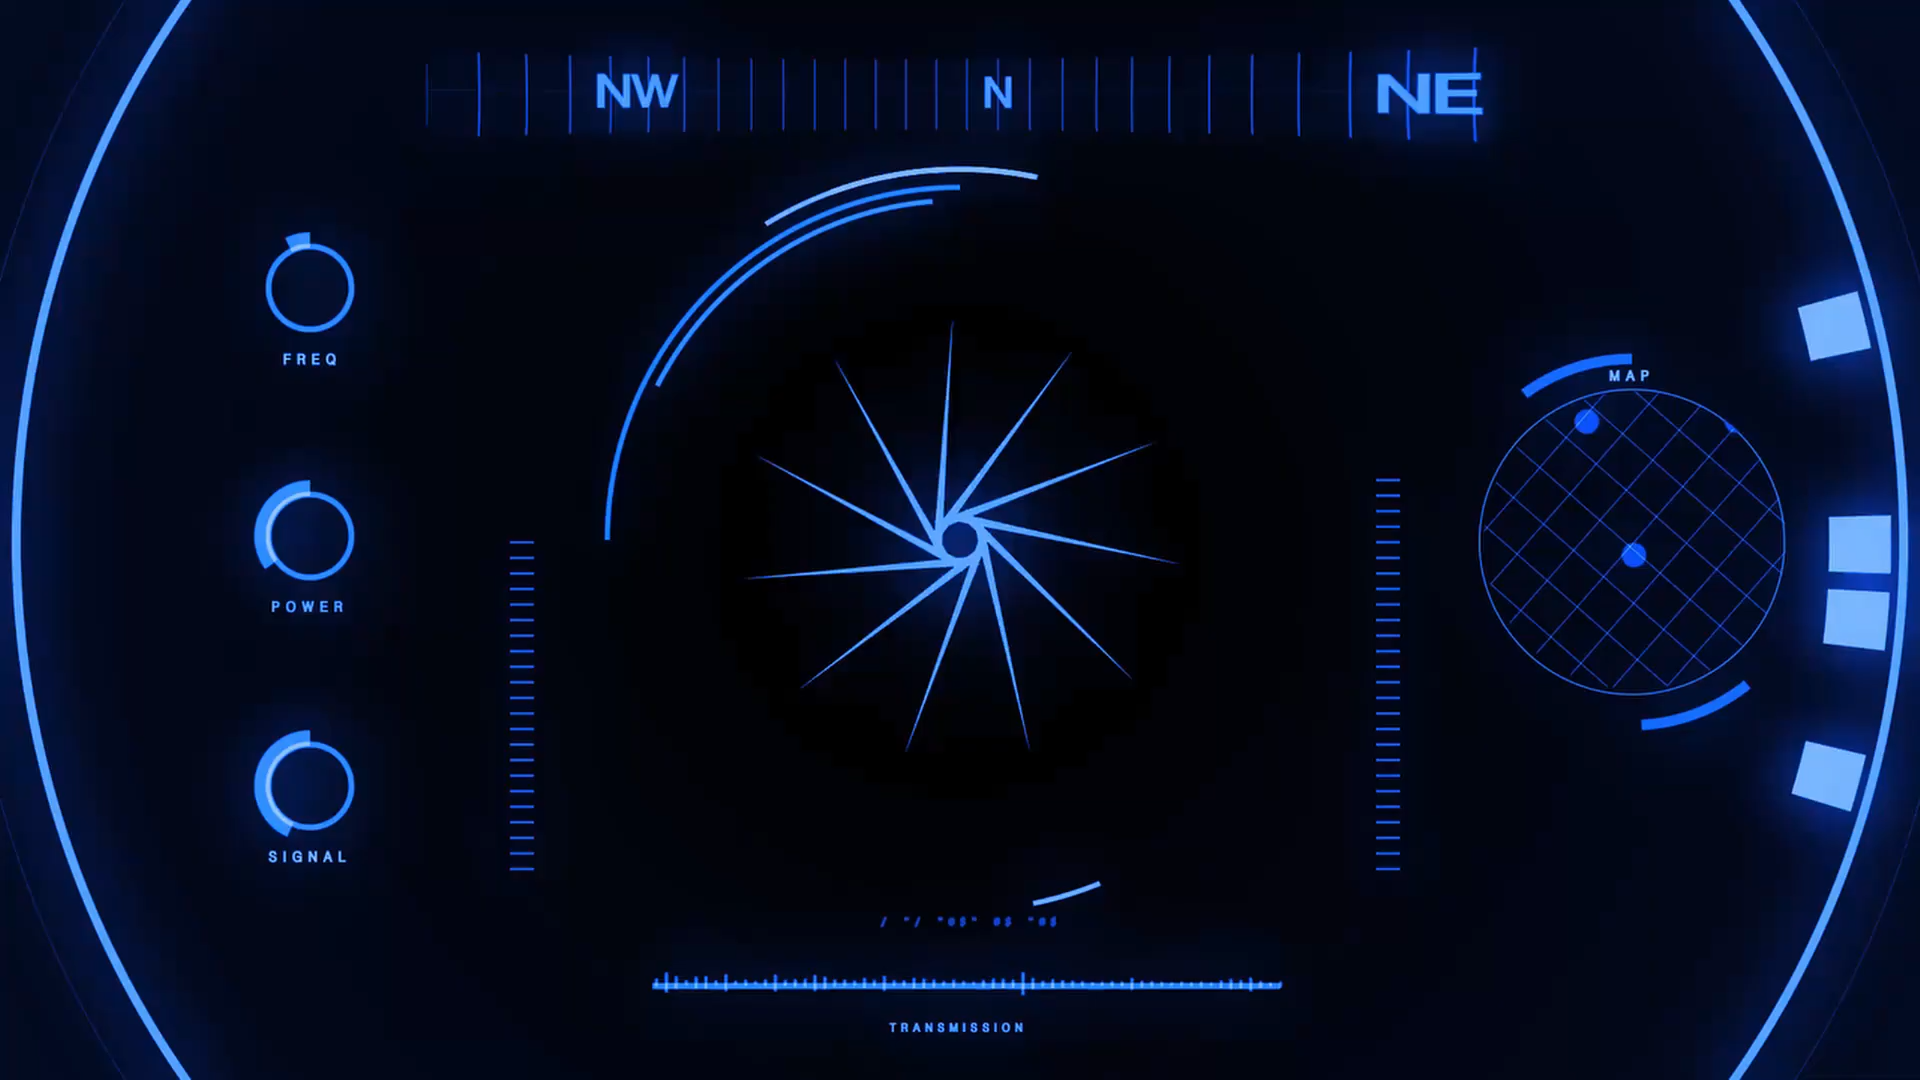 NW N NE
FREQ
MAP
POWER
SIGNAL
TRANSMISSION